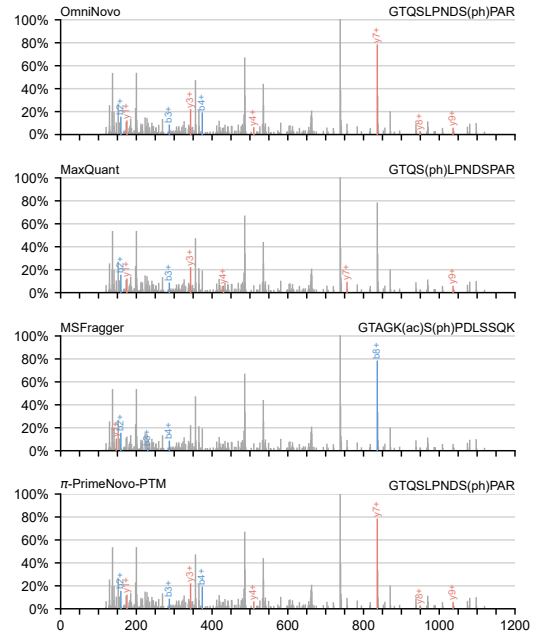 OmniNovo GTQSLPNDS(ph)PAR
100%
80%
60%
40%
20%
0%
b2+ y1+ b3+ y3+ b4+ y4+ y7+ y8+ y9+
MaxQuant GTQS(ph)LPNDSPAR
100%
80%
60%
40%
20%
0%
b2+ y1+ b3+ y3+ y4+ y7+ y9+
MSFragger GTAGK(ac)S(ph)PDLSSQK
100%
80%
60%
40%
20%
0%
b2+ b4+ b8+
π-PrimeNovo-PTM GTQSLPNDS(ph)PAR
100%
80%
60%
40%
20%
0%
b2+ y1+ b3+ y3+ b4+ y4+ y7+ y8+ y9+
0 200 400 600 800 1000 1200